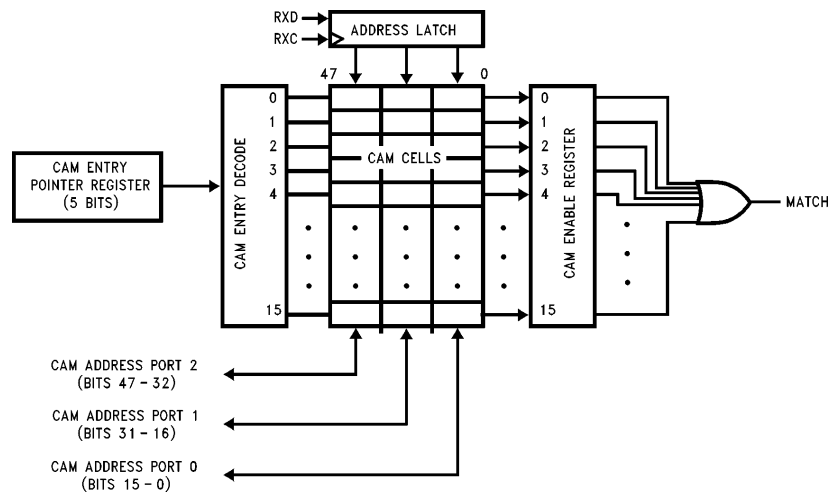 RXD
RXC
ADDRESS LATCH
47
0
0
1
2
3
4
15
CAM ENTRY DECODE
CAM ENTRY
POINTER REGISTER
(5 BITS)
CAM CELLS
0
1
2
3
4
15
CAM ENABLE REGISTER
MATCH
CAM ADDRESS PORT 2
(BITS 47-32)
CAM ADDRESS PORT 1
(BITS 31-16)
CAM ADDRESS PORT 0
(BITS 15-0)